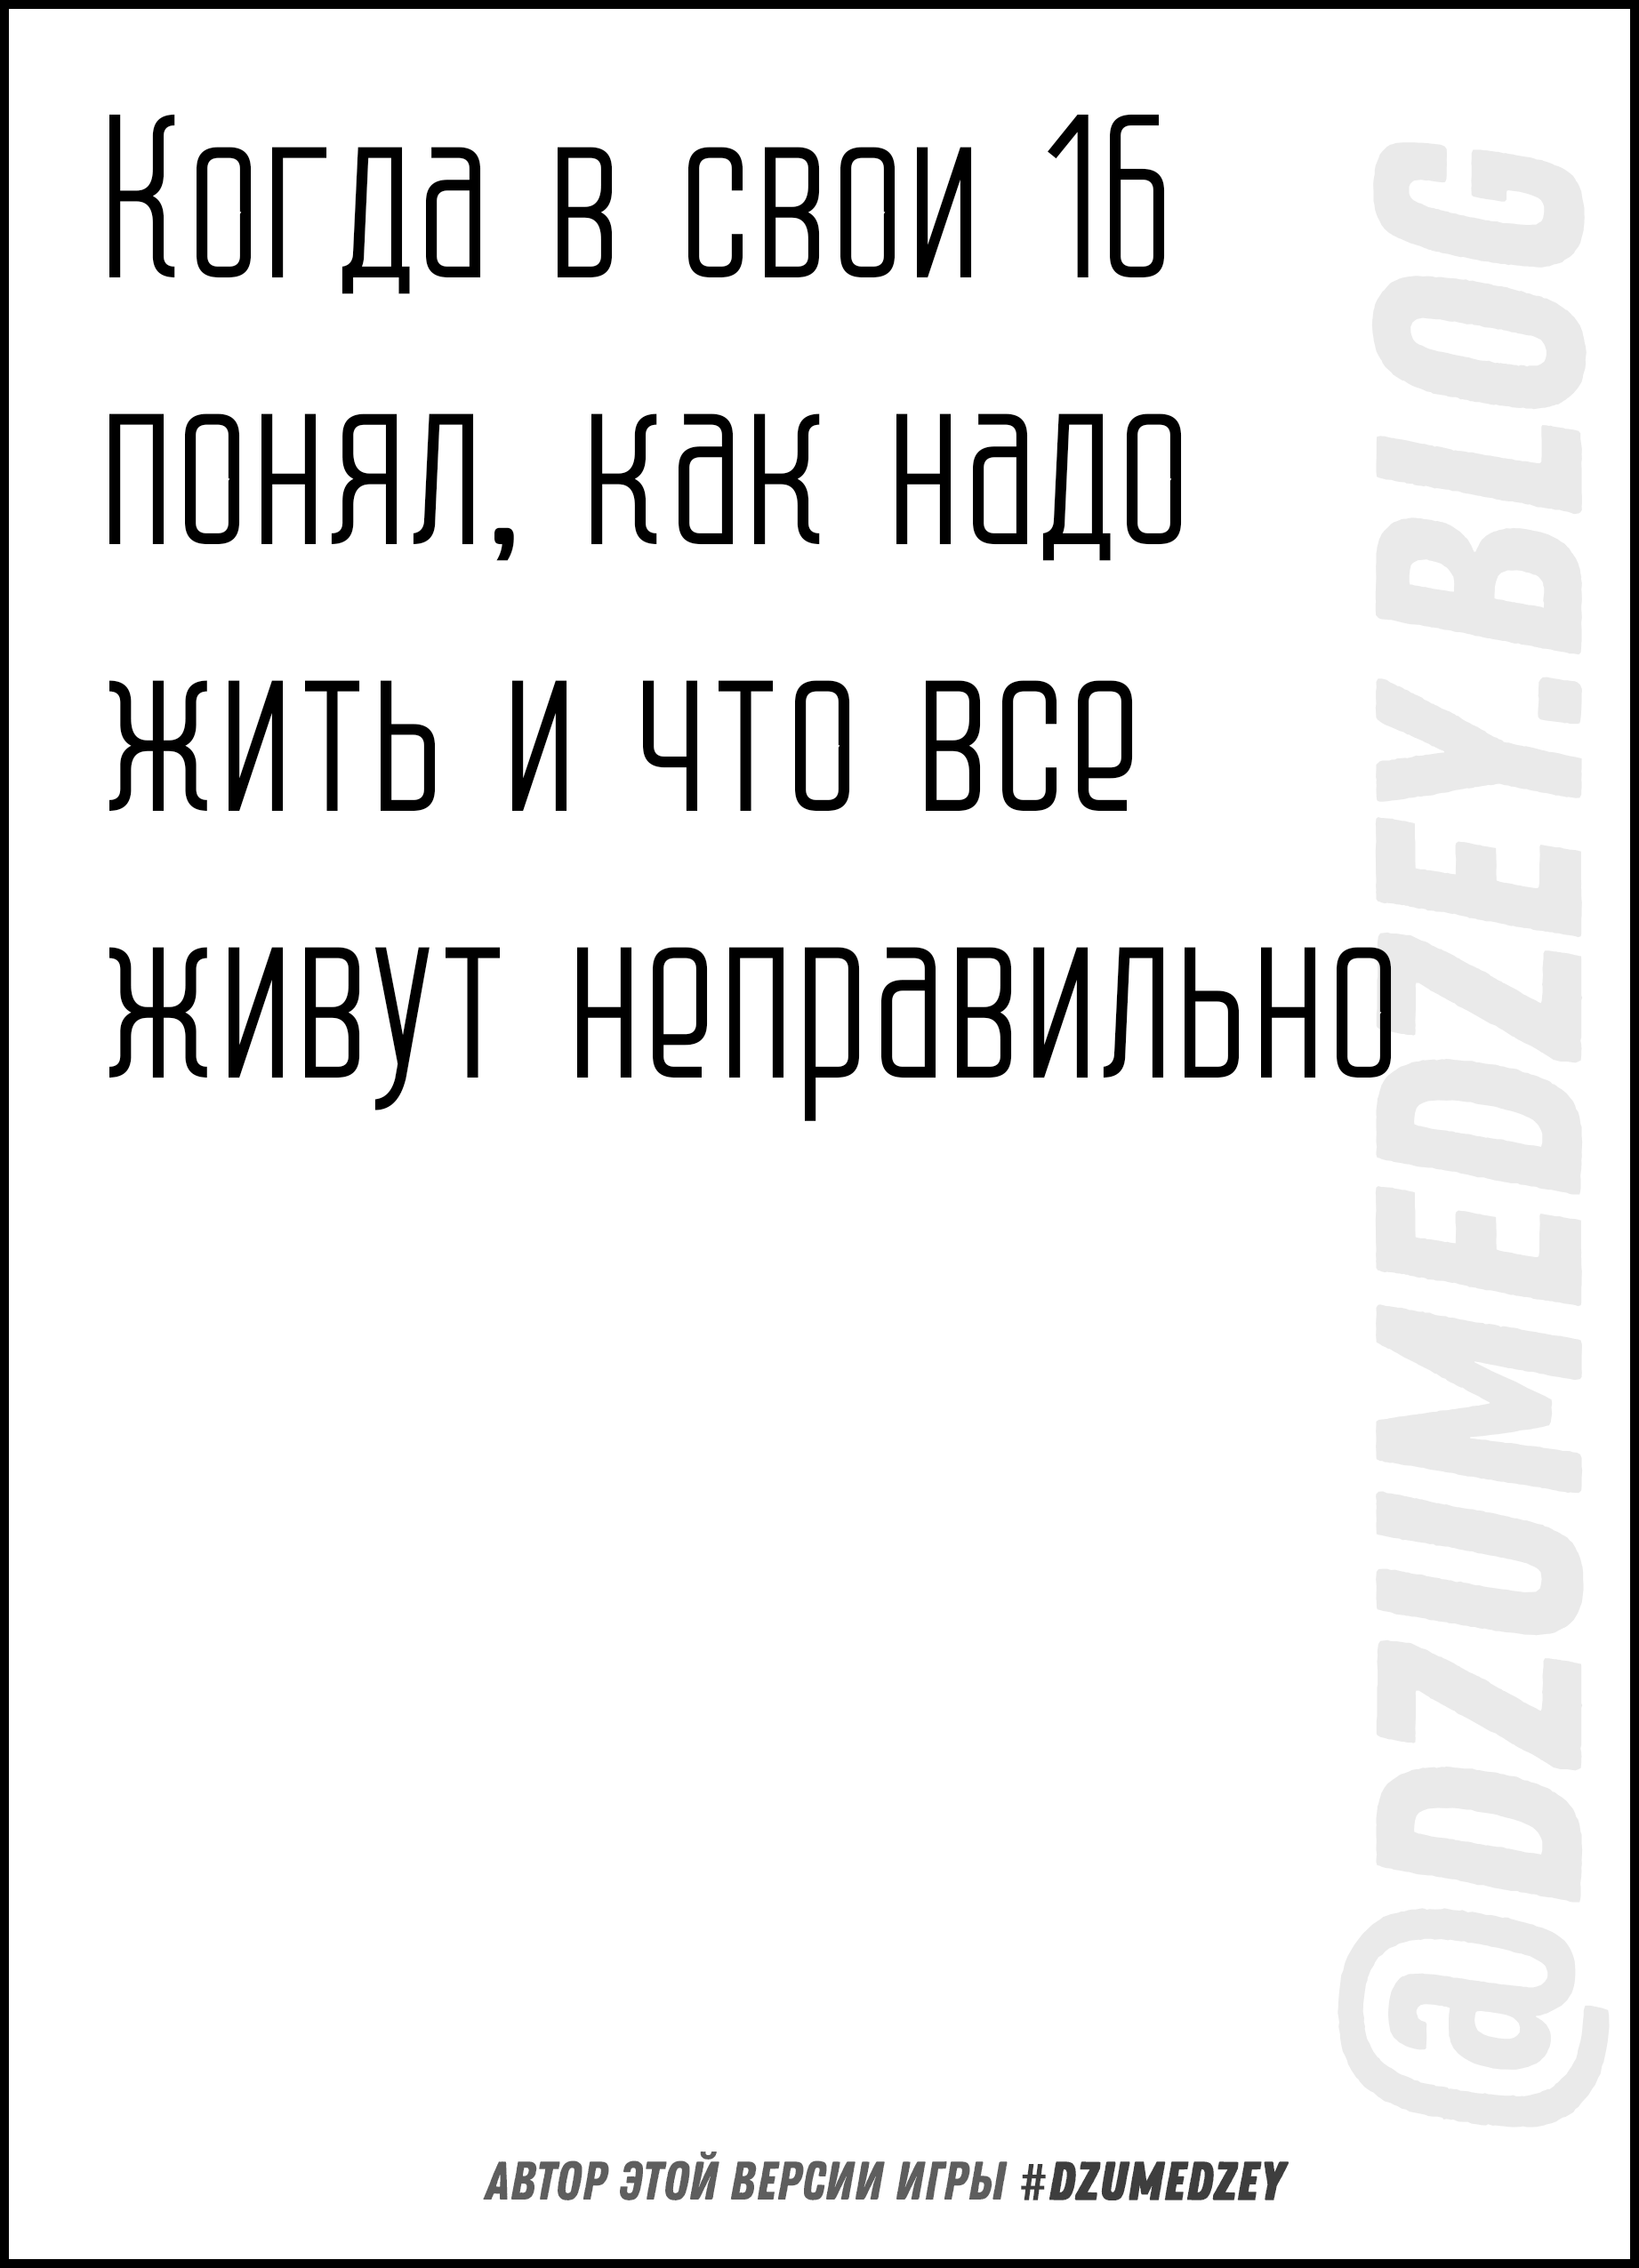 Когда в свои 16
понял, как надо
жить и что все
живут неправильно
@DZUMEDZEY.BLOG
АВТОР ЭТОЙ ВЕРСИИ ИГРЫ #DZUMEDZEY